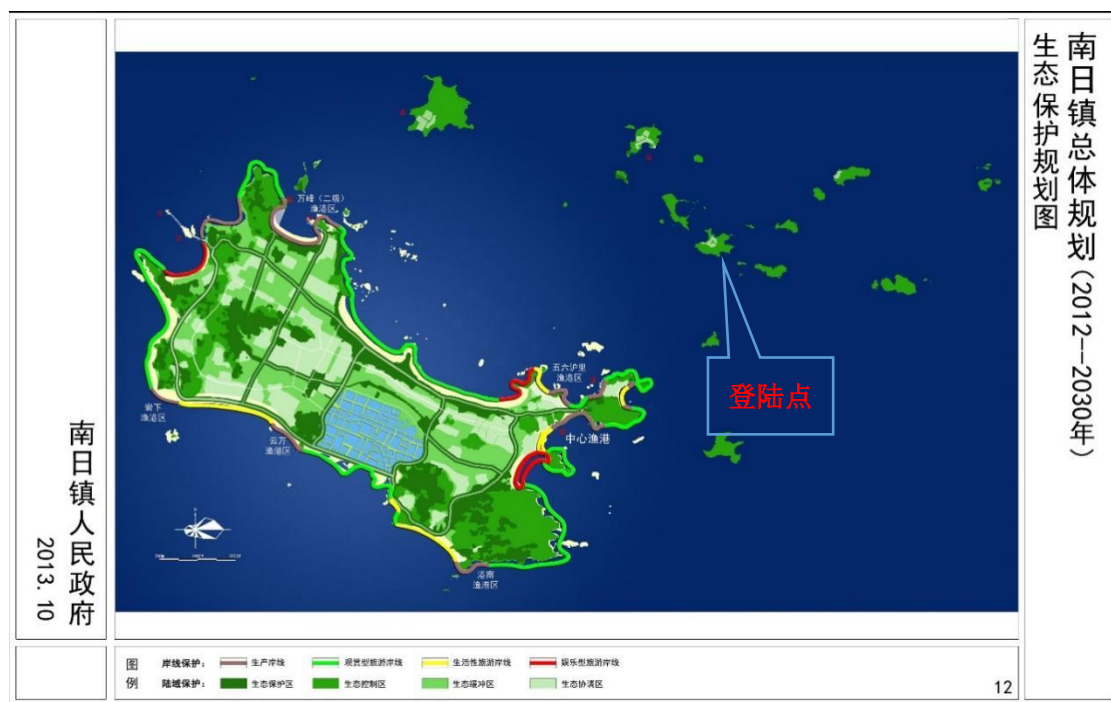 南日镇总体规划(2012—2030年)
生态保护规划图
万峰(二级)
渔港区
五六沪里
渔港区
登陆点
岩下
渔港区
云万
渔港区
中心渔港
渔港区
南日镇人民政府
2013. 10
图例
岸线保护: 生产岸线 观赏型旅游岸线 生活性旅游岸线 娱乐型旅游岸线
陆域保护: 生态保护区 生态控制区 生态缓冲区 生态协调区
12